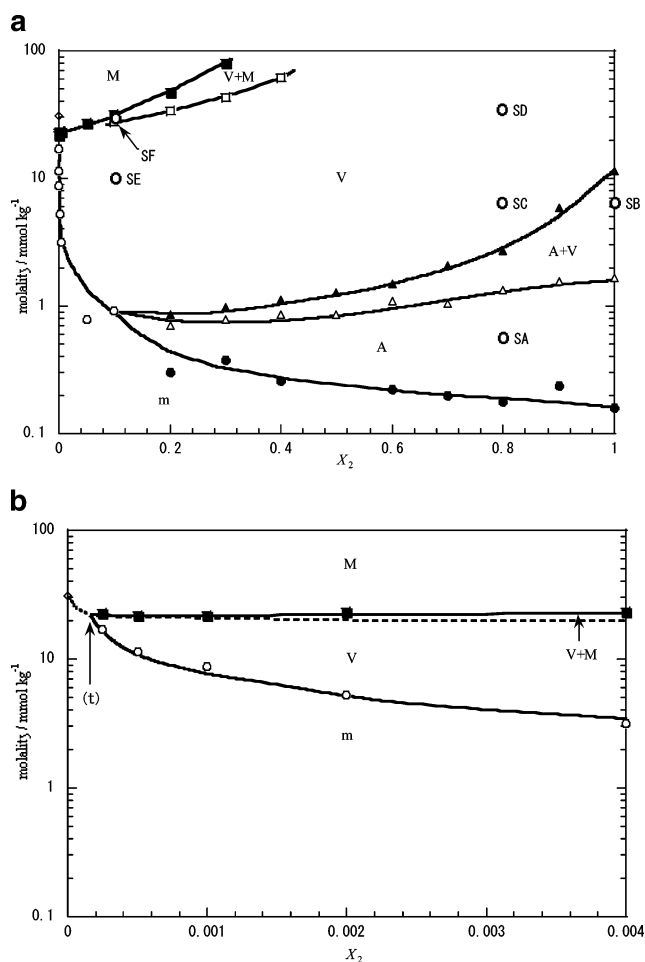 a
100
M
V+M
SD
SF
SE
V
10
SC
SB
A+V
1
A
SA
m
0.1
0
0.2
0.4
0.6
0.8
1
molality / mmol kg⁻¹
X₂
b
100
M
V+M
V
10
(t)
m
1
0.1
0
0.001
0.002
0.003
0.004
molality / mmol kg⁻¹
X₂